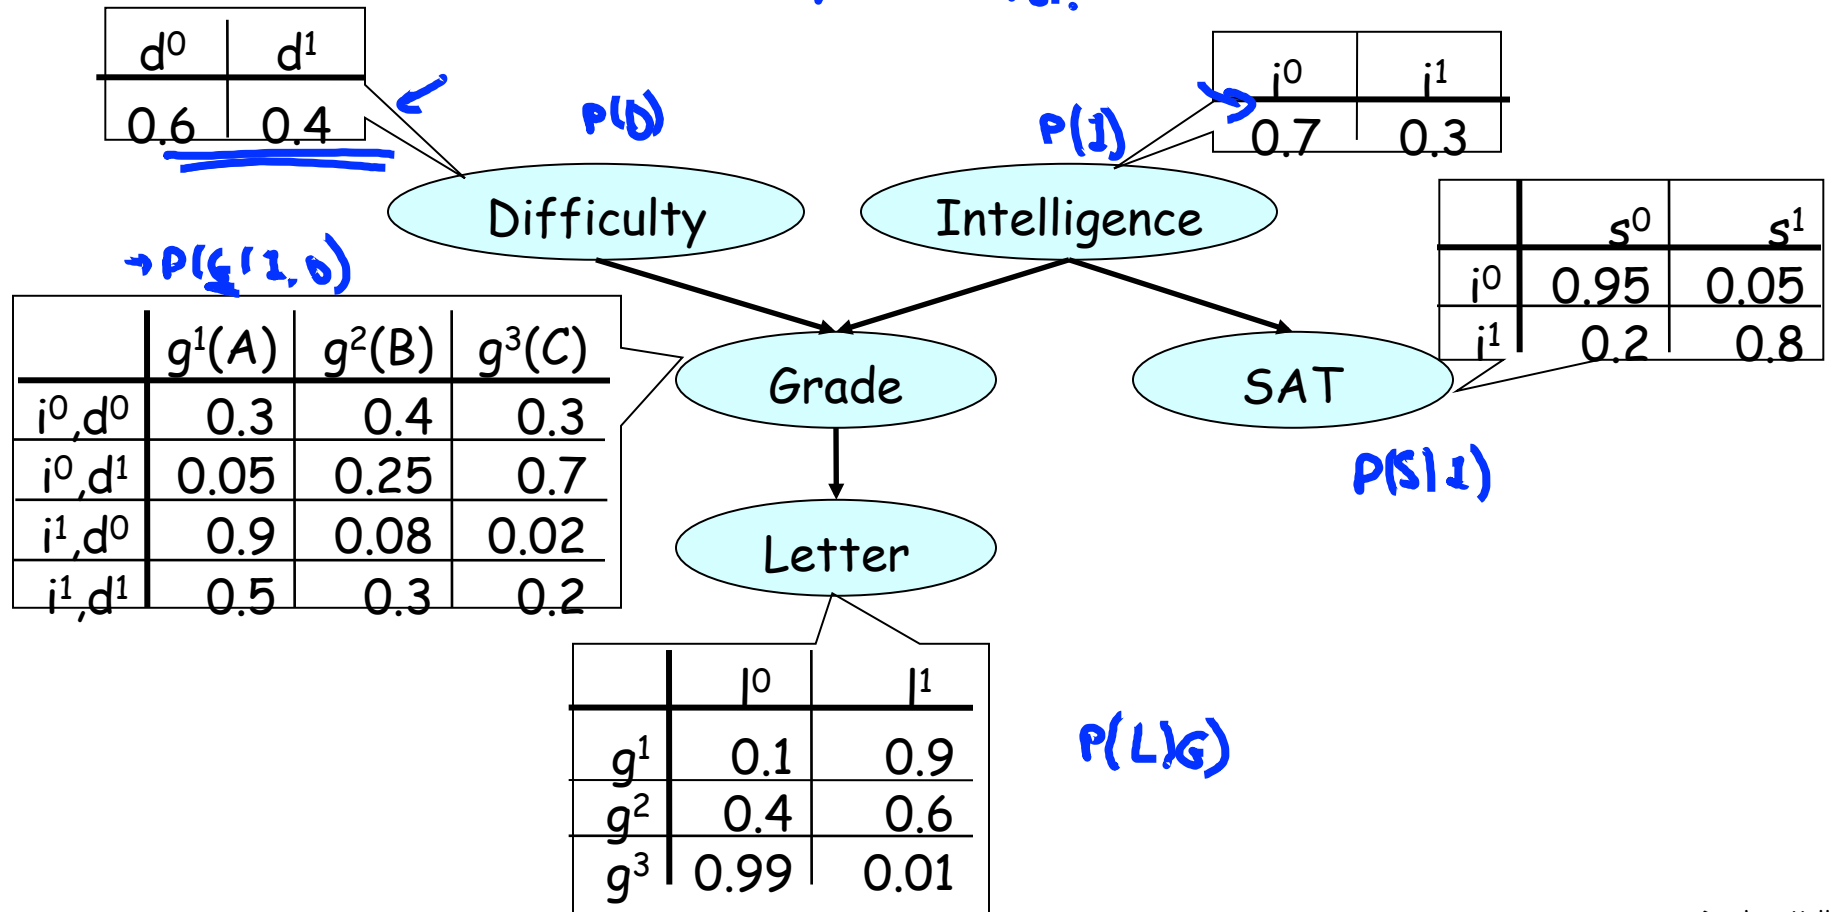 d⁰ d¹
0.6 0.4
P(D)
P(I)
i⁰ i¹
0.7 0.3
Difficulty
Intelligence
s⁰ s¹
i⁰ 0.95 0.05
i¹ 0.2 0.8
→P(G|I,D)
g¹(A) g²(B) g³(C)
i⁰,d⁰ 0.3 0.4 0.3
i⁰,d¹ 0.05 0.25 0.7
i¹,d⁰ 0.9 0.08 0.02
i¹,d¹ 0.5 0.3 0.2
Grade
SAT
P(S|I)
Letter
l⁰ l¹
g¹ 0.1 0.9
g² 0.4 0.6
g³ 0.99 0.01
P(L|G)